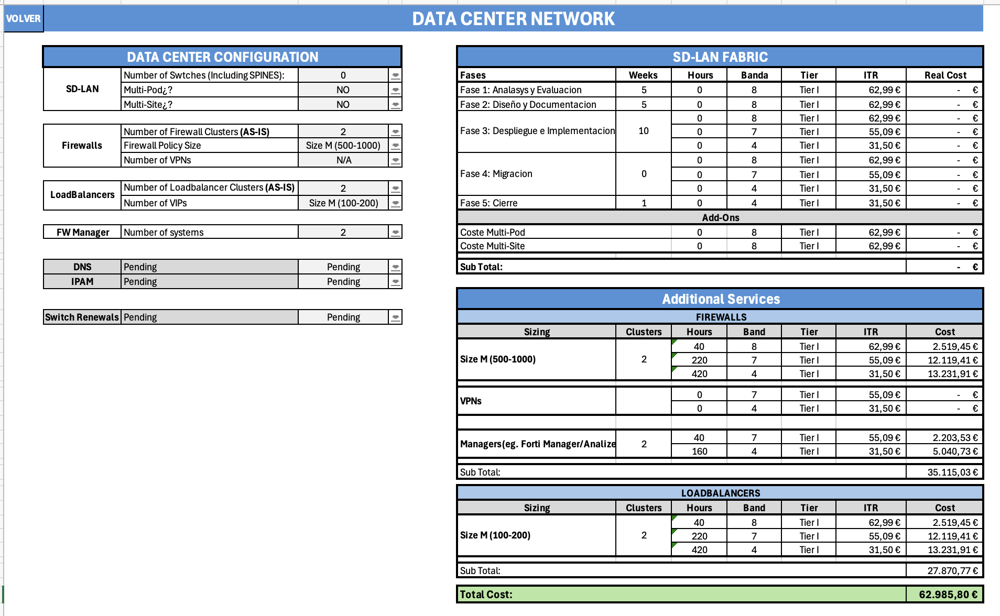 VOLVER
DATA CENTER NETWORK
DATA CENTER CONFIGURATION
SD-LAN
Number of Swtches (Including SPINES): 0
Multi-Pod¿? NO
Multi-Site¿? NO
Firewalls
Number of Firewall Clusters (AS-IS) 2
Firewall Policy Size Size M (500-1000)
Number of VPNs N/A
LoadBalancers
Number of Loadbalancer Clusters (AS-IS) 2
Number of VIPs Size M (100-200)
FW Manager Number of systems 2
DNS Pending Pending
IPAM Pending Pending
Switch Renewals Pending Pending
SD-LAN FABRIC
Fases Weeks Hours Banda Tier ITR Real Cost
Fase 1: Analasys y Evaluacion 5 0 8 Tier I 62,99 € - €
Fase 2: Diseño y Documentacion 5 0 8 Tier I 62,99 € - €
Fase 3: Despliegue e Implementacion 10
0 8 Tier I 62,99 € - €
0 7 Tier I 55,09 € - €
0 4 Tier I 31,50 € - €
Fase 4: Migracion 0
0 8 Tier I 62,99 € - €
0 7 Tier I 55,09 € - €
0 4 Tier I 31,50 € - €
Fase 5: Cierre 1 0 4 Tier I 31,50 € - €
Add-Ons
Coste Multi-Pod 0 8 Tier I 62,99 € - €
Coste Multi-Site 0 8 Tier I 62,99 € - €
Sub Total: - €
Additional Services
FIREWALLS
Sizing Clusters Hours Band Tier ITR Cost
Size M (500-1000) 2
40 8 Tier I 62,99 € 2.519,45 €
220 7 Tier I 55,09 € 12.119,41 €
420 4 Tier I 31,50 € 13.231,91 €
VPNs
0 7 Tier I 55,09 € - €
0 4 Tier I 31,50 € - €
Managers(eg. Forti Manager/Analize 2
40 7 Tier I 55,09 € 2.203,53 €
160 4 Tier I 31,50 € 5.040,73 €
Sub Total: 35.115,03 €
LOADBALANCERS
Sizing Clusters Hours Band Tier ITR Cost
Size M (100-200) 2
40 8 Tier I 62,99 € 2.519,45 €
220 7 Tier I 55,09 € 12.119,41 €
420 4 Tier I 31,50 € 13.231,91 €
Sub Total: 27.870,77 €
Total Cost: 62.985,80 €